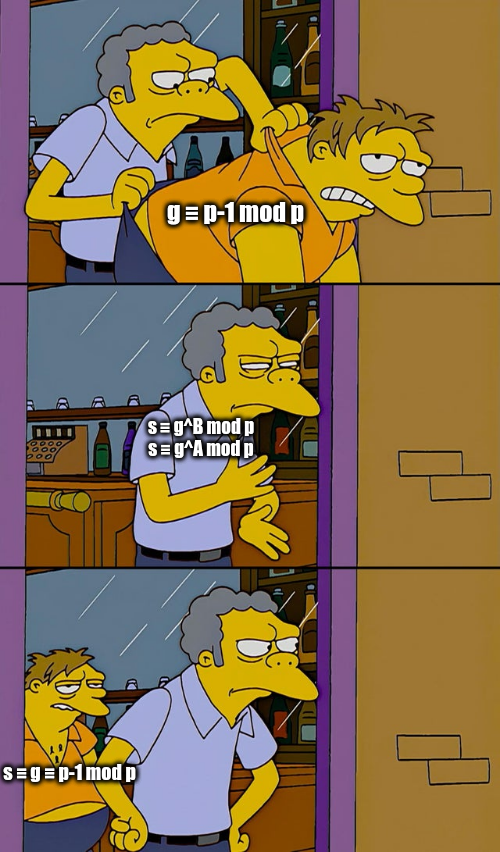 g ≡ p-1 mod p
s ≡ g^B mod p
s ≡ g^A mod p
s ≡ g ≡ p-1 mod p